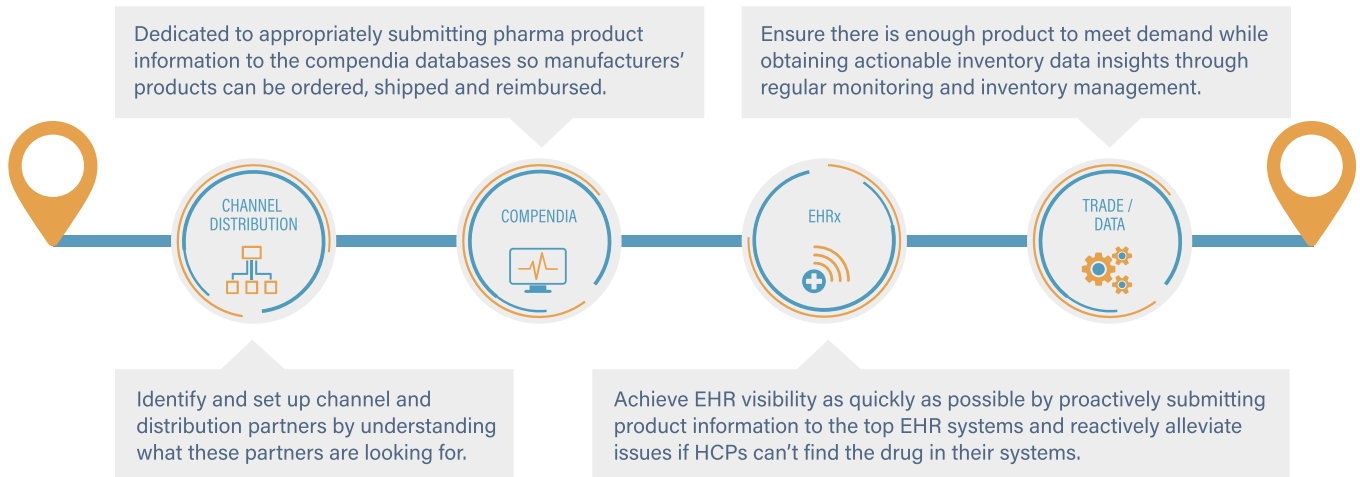 Dedicated to appropriately submitting pharma product
information to the compendia databases so manufacturers’
products can be ordered, shipped and reimbursed.
Ensure there is enough product to meet demand while
obtaining actionable inventory data insights through
regular monitoring and inventory management.
CHANNEL
DISTRIBUTION
COMPENDIA
EHRx
TRADE /
DATA
Identify and set up channel and
distribution partners by understanding
what these partners are looking for.
Achieve EHR visibility as quickly as possible by proactively submitting
product information to the top EHR systems and reactively alleviate
issues if HCPs can’t find the drug in their systems.